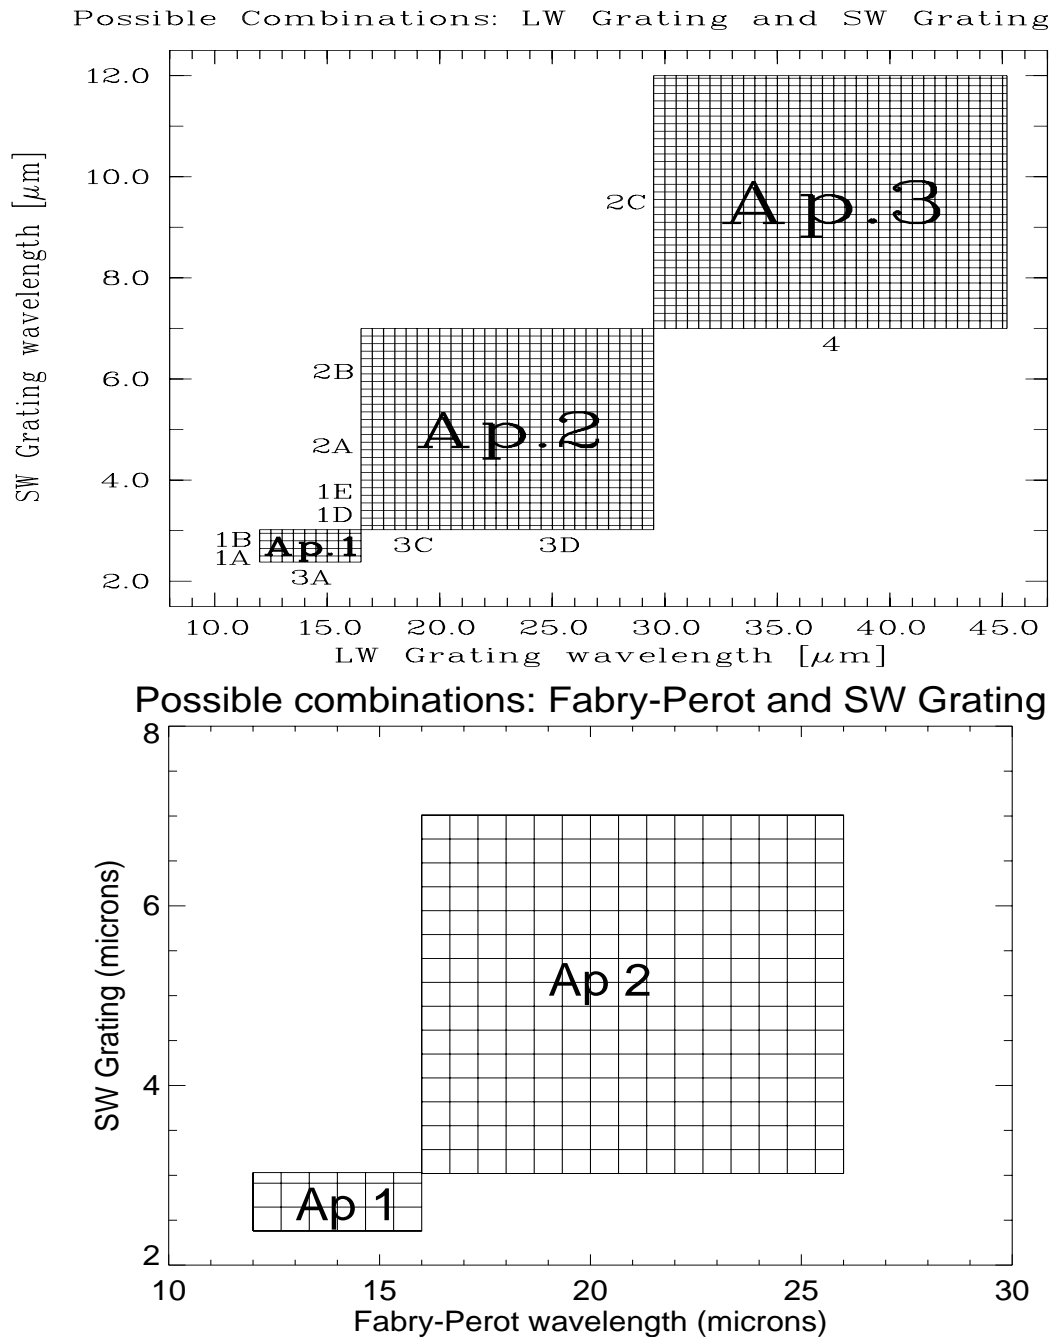 Possible Combinations: LW Grating and SW Grating
12.0
10.0
8.0
6.0
4.0
2.0
SW Grating wavelength [μm]
Ap.3
2C
4
2B
Ap.2
2A
1E
1D
3C 3D
1B
1A
Ap.1
3A
10.0 15.0 20.0 25.0 30.0 35.0 40.0 45.0
LW Grating wavelength [μm]
Possible combinations: Fabry-Perot and SW Grating
8
6
4
2
SW Grating (microns)
Ap 2
Ap 1
10 15 20 25 30
Fabry-Perot wavelength (microns)